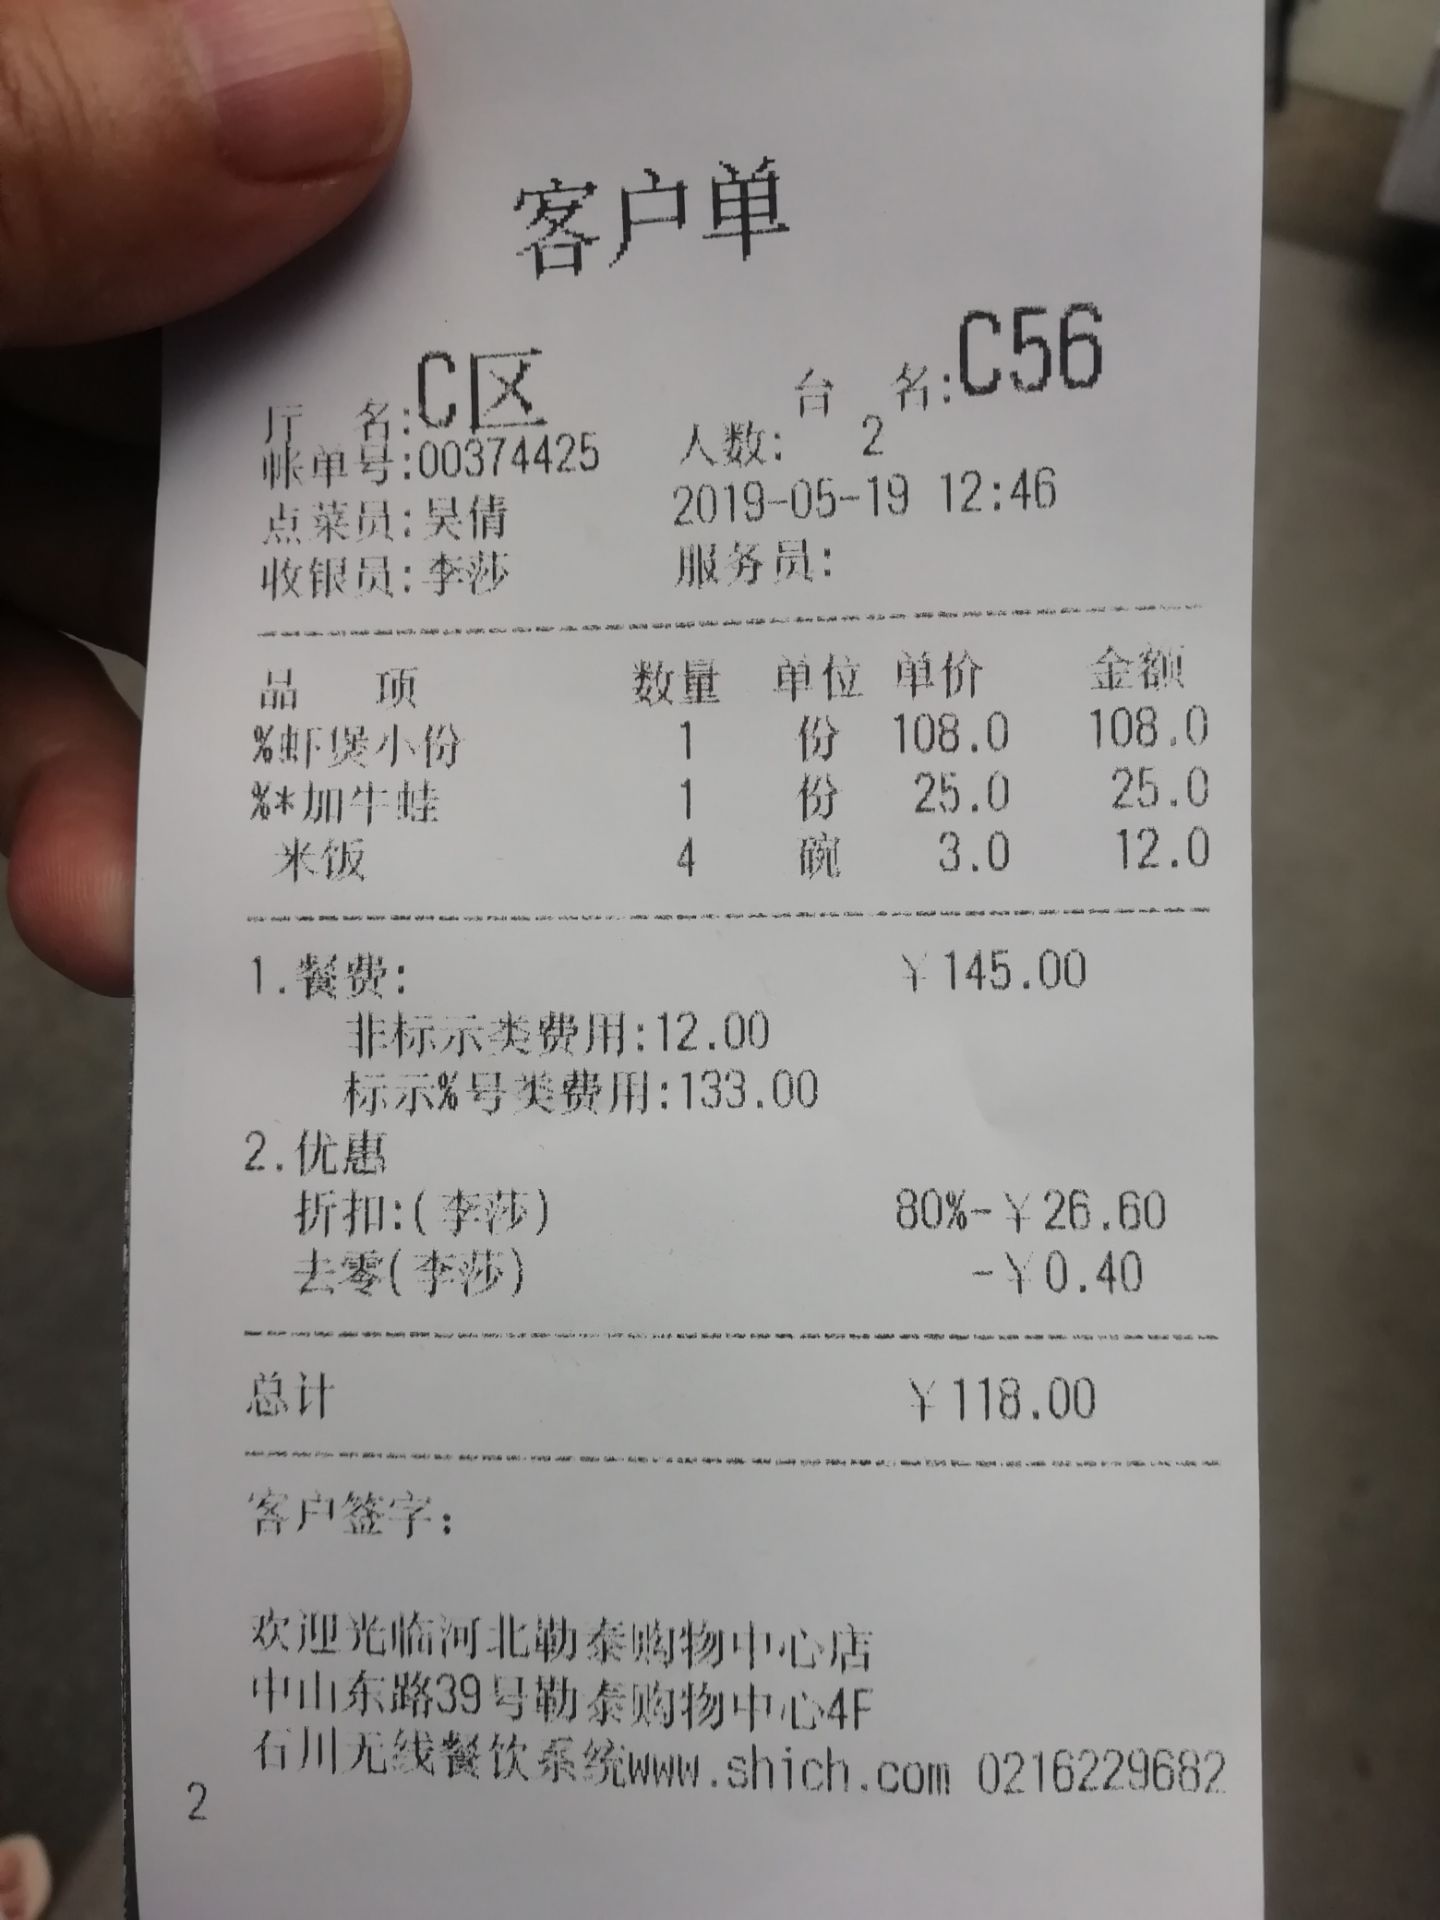 客户单
厅 名:C区 台 名:C56
帐单号:00374425 人数: 2
点菜员:吴倩 2019-05-19 12:46
收银员:李莎 服务员:
品 项 数量 单位 单价 金额
%虾煲小份 1 份 108.0 108.0
%*加牛蛙 1 份 25.0 25.0
米饭 4 碗 3.0 12.0
1.餐费: ￥145.00
非标示类费用:12.00
标示%号类费用:133.00
2.优惠
折扣:(李莎) 80%-￥26.60
去零(李莎) -￥0.40
总计 ￥118.00
客户签字:
欢迎光临河北勒泰购物中心店
中山东路39号勒泰购物中心4F
石川无线餐饮系统www.shich.com 0216229682
2